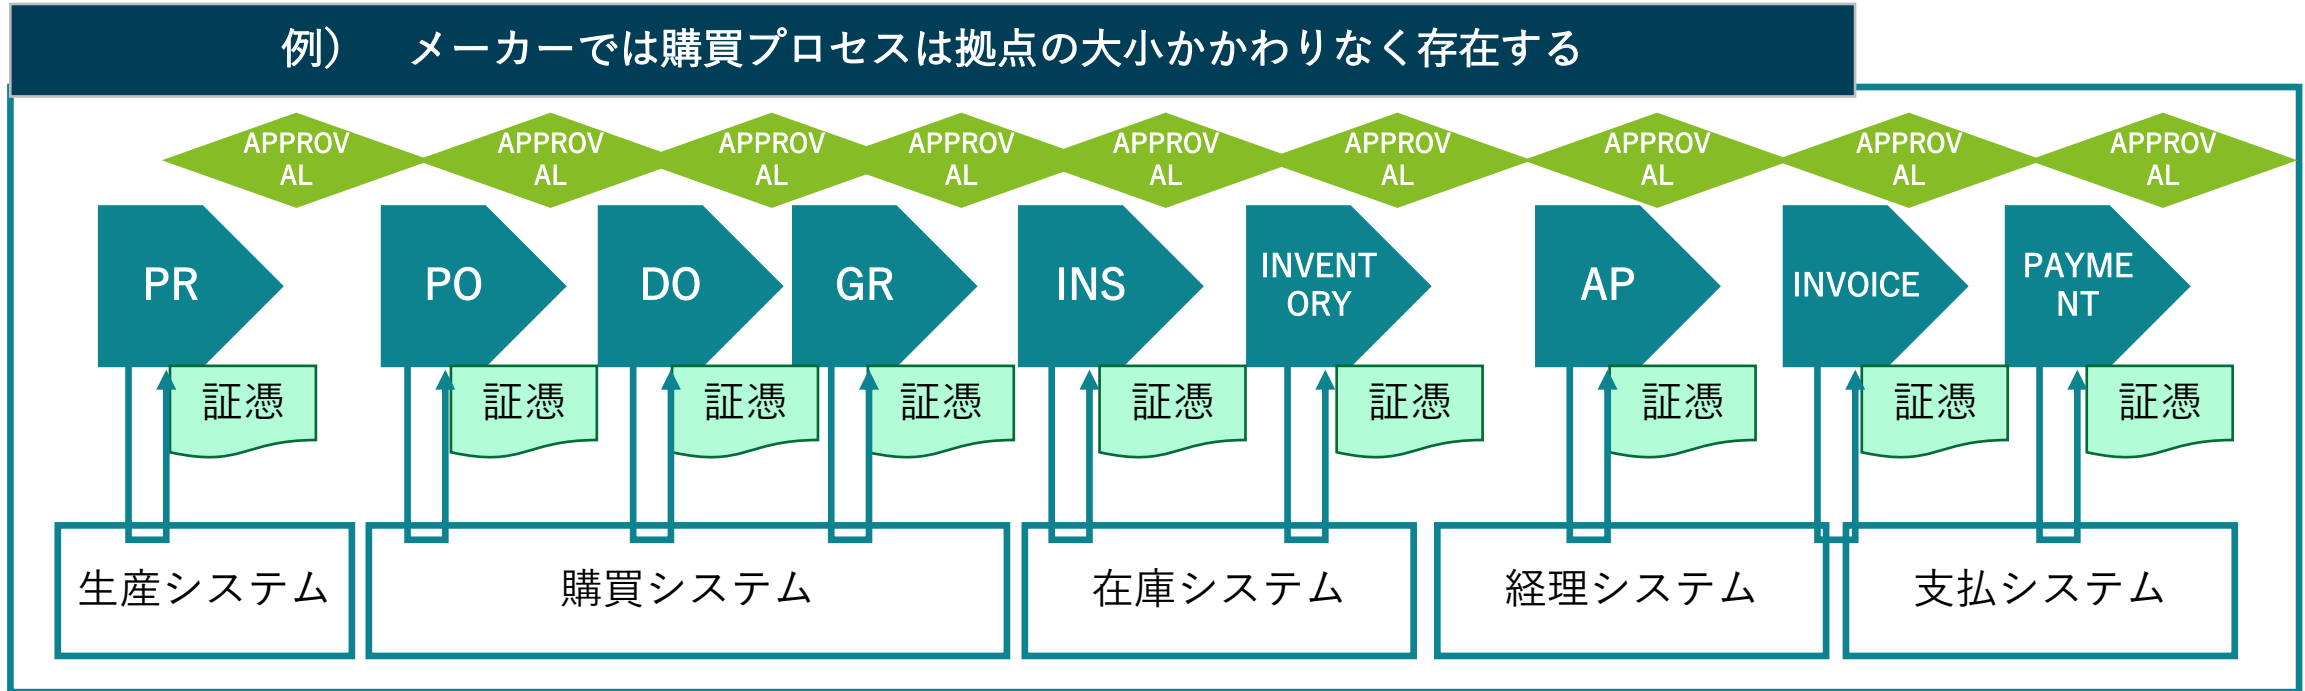 例）　メーカーでは購買プロセスは拠点の大小かかわりなく存在する
APPROV
AL
APPROV
AL
APPROV
AL
APPROV
AL
APPROV
AL
APPROV
AL
APPROV
AL
APPROV
AL
APPROV
AL
PR
PO
DO
GR
INS
INVENT
ORY
AP
INVOICE
PAYME
NT
証憑
証憑
証憑
証憑
証憑
証憑
証憑
証憑
証憑
生産システム
購買システム
在庫システム
経理システム
支払システム